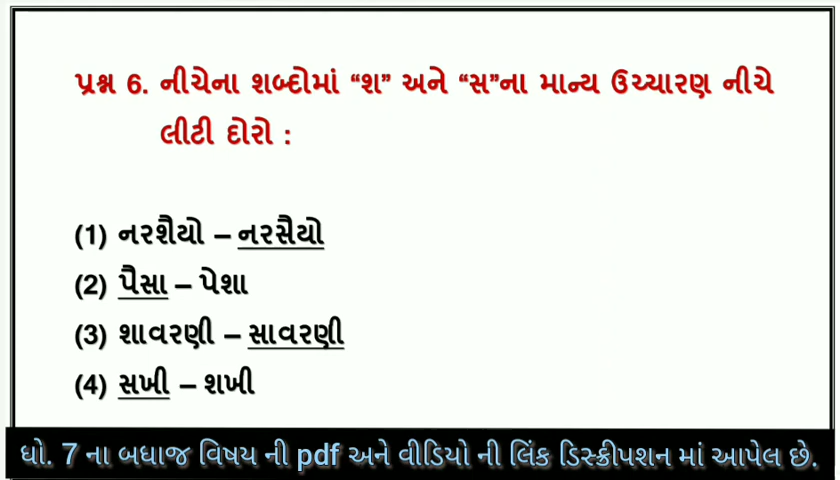 પ્રશ્ન 6. નીચેના શબ્દોમાં “શ” અને “સ”ના માન્ય ઉચ્ચારણ નીચે
લીટી દોરો :
(1) નરશૈયો – નરસૈયો
(2) પૈસા – પેશા
(3) શાવરણી – સાવરણી
(4) સખી – શખી
ધો. 7 ના બધાજ વિષય ની pdf અને વીડિયો ની લિંક ડિસ્ક્રીપશન માં આપેલ છે.